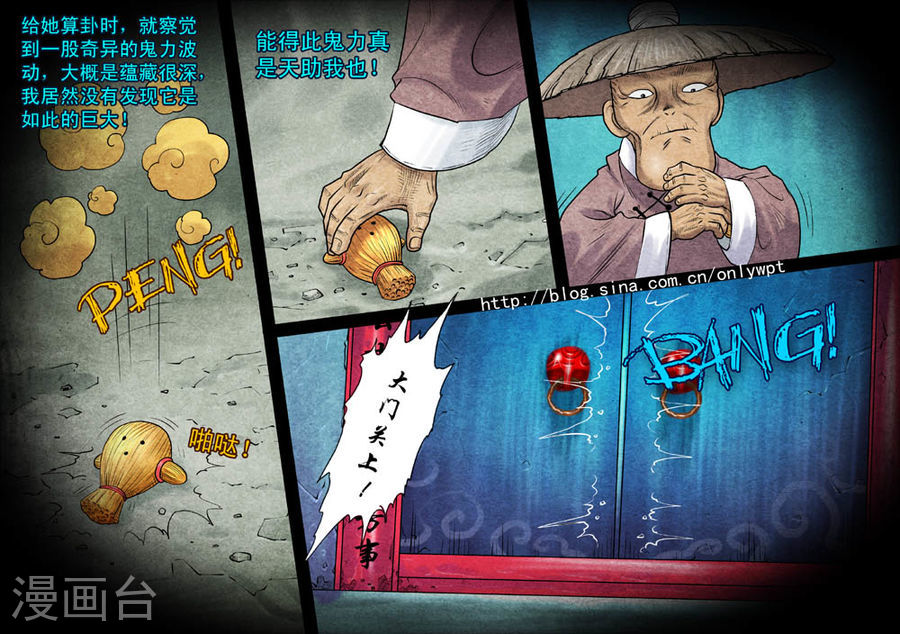 给她算卦时，就察觉
到一股奇异的鬼力波
动，大概是蕴藏很深，
我居然没有发现它是
如此的巨大！
PENG!
啪哒！
能得此鬼力真
是天助我也！
http://blog.sina.com.cn/onlywpt
大门关上！
BANG!
事
漫画台